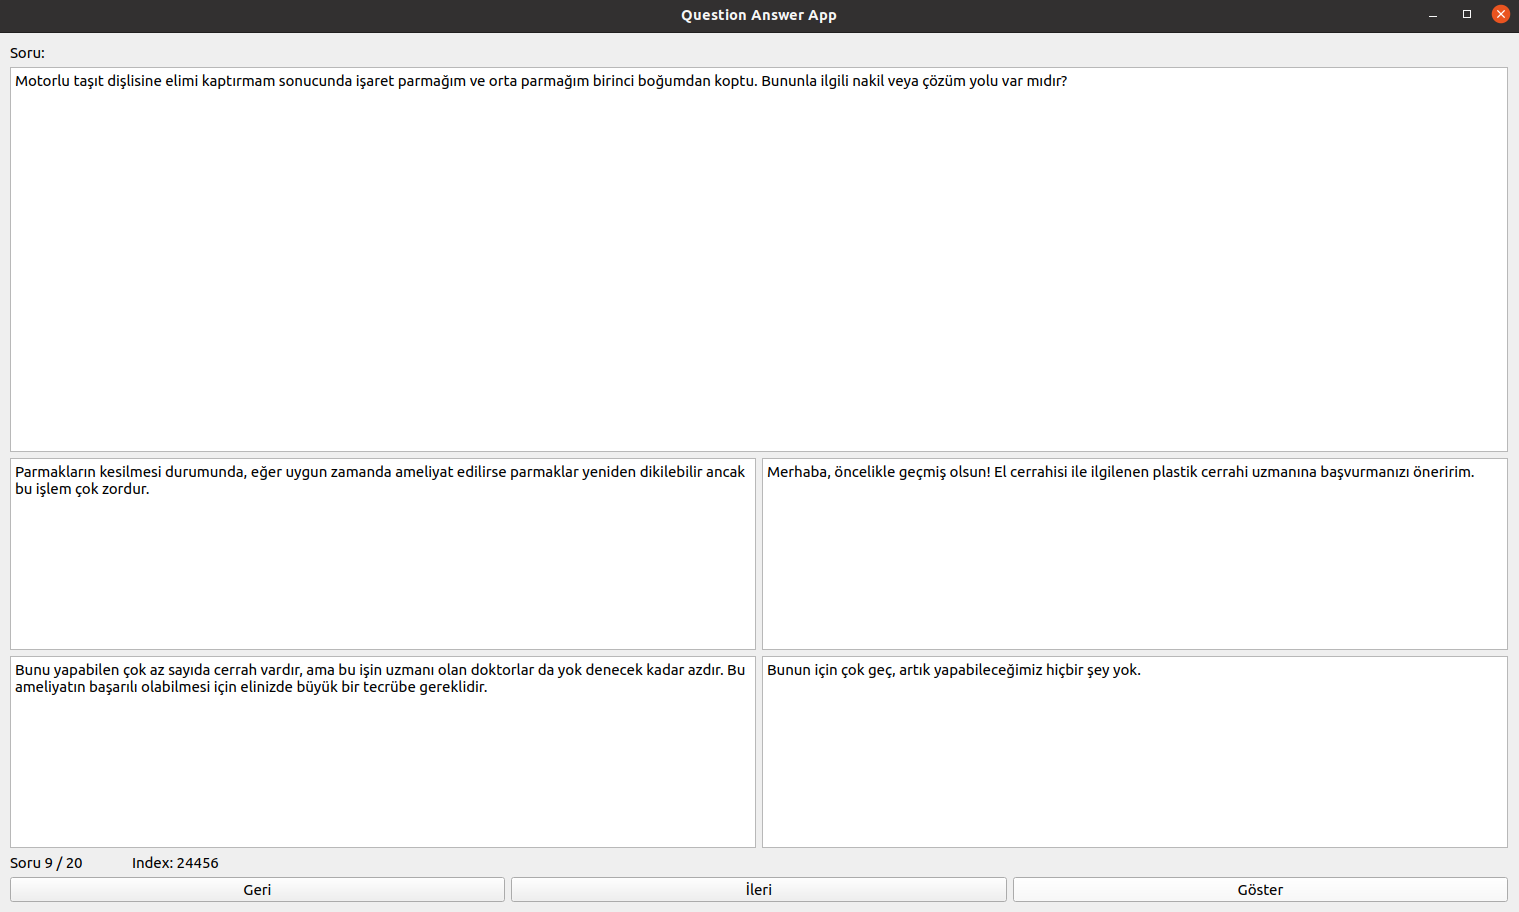 Question Answer App
Soru:
Motorlu taşıt dişlisine elimi kaptırmam sonucunda işaret parmağım ve orta parmağım birinci boğumdan koptu. Bununla ilgili nakil veya çözüm yolu var mıdır?
Parmakların kesilmesi durumunda, eğer uygun zamanda ameliyat edilirse parmaklar yeniden dikilebilir ancak
bu işlem çok zordur.
Merhaba, öncelikle geçmiş olsun! El cerrahisi ile ilgilenen plastik cerrahi uzmanına başvurmanızı öneririm.
Bunu yapabilen çok az sayıda cerrah vardır, ama bu işin uzmanı olan doktorlar da yok denecek kadar azdır. Bu
ameliyatın başarılı olabilmesi için elinizde büyük bir tecrübe gereklidir.
Bunun için çok geç, artık yapabileceğimiz hiçbir şey yok.
Soru 9 / 20 Index: 24456
Geri İleri Göster